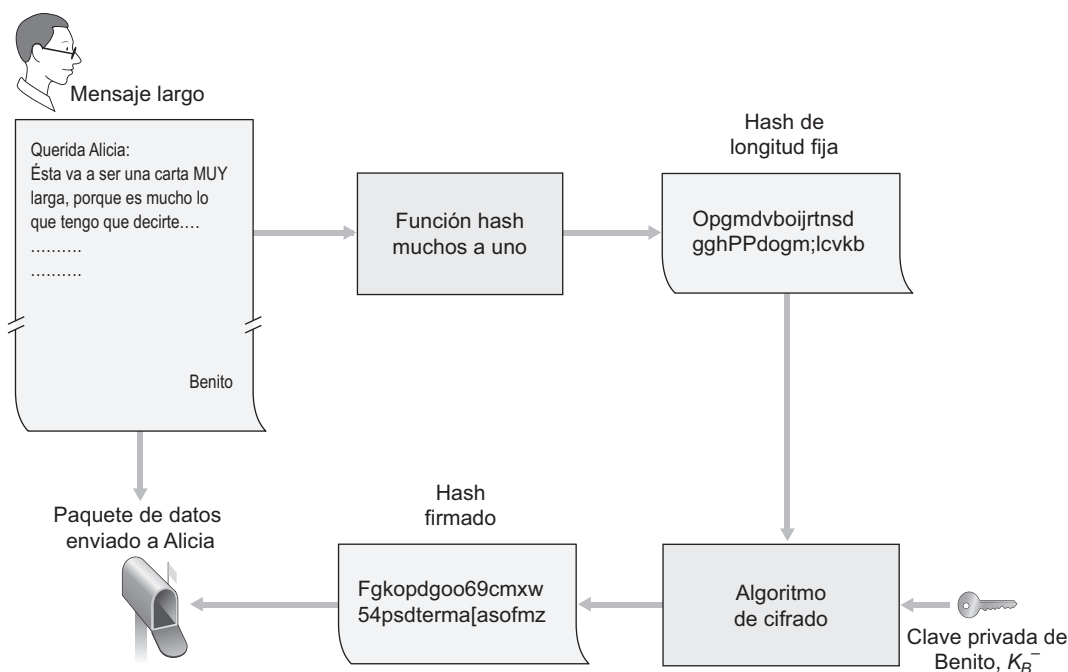 Mensaje largo
Querida Alicia:
Ésta va a ser una carta MUY
larga, porque es mucho lo
que tengo que decirte....
..........
..........
Benito
Función hash
muchos a uno
Hash de
longitud fija
Opgmdvboijrtnsd
gghPPdogm;lcvkb
Paquete de datos
enviado a Alicia
Hash
firmado
Fgkopdgoo69cmxw
54psdterma[asofmz
Algoritmo
de cifrado
Clave privada de
Benito, K_B^−